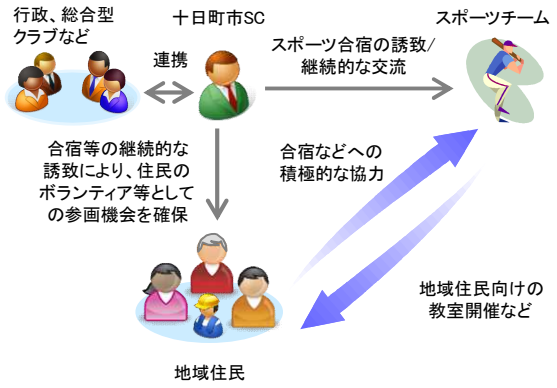 行政、総合型
クラブなど
十日町市SC
スポーツチーム
連携
スポーツ合宿の誘致/
継続的な交流
合宿等の継続的な
誘致により、住民の
ボランティア等として
の参画機会を確保
合宿などへの
積極的な協力
地域住民向けの
教室開催など
地域住民